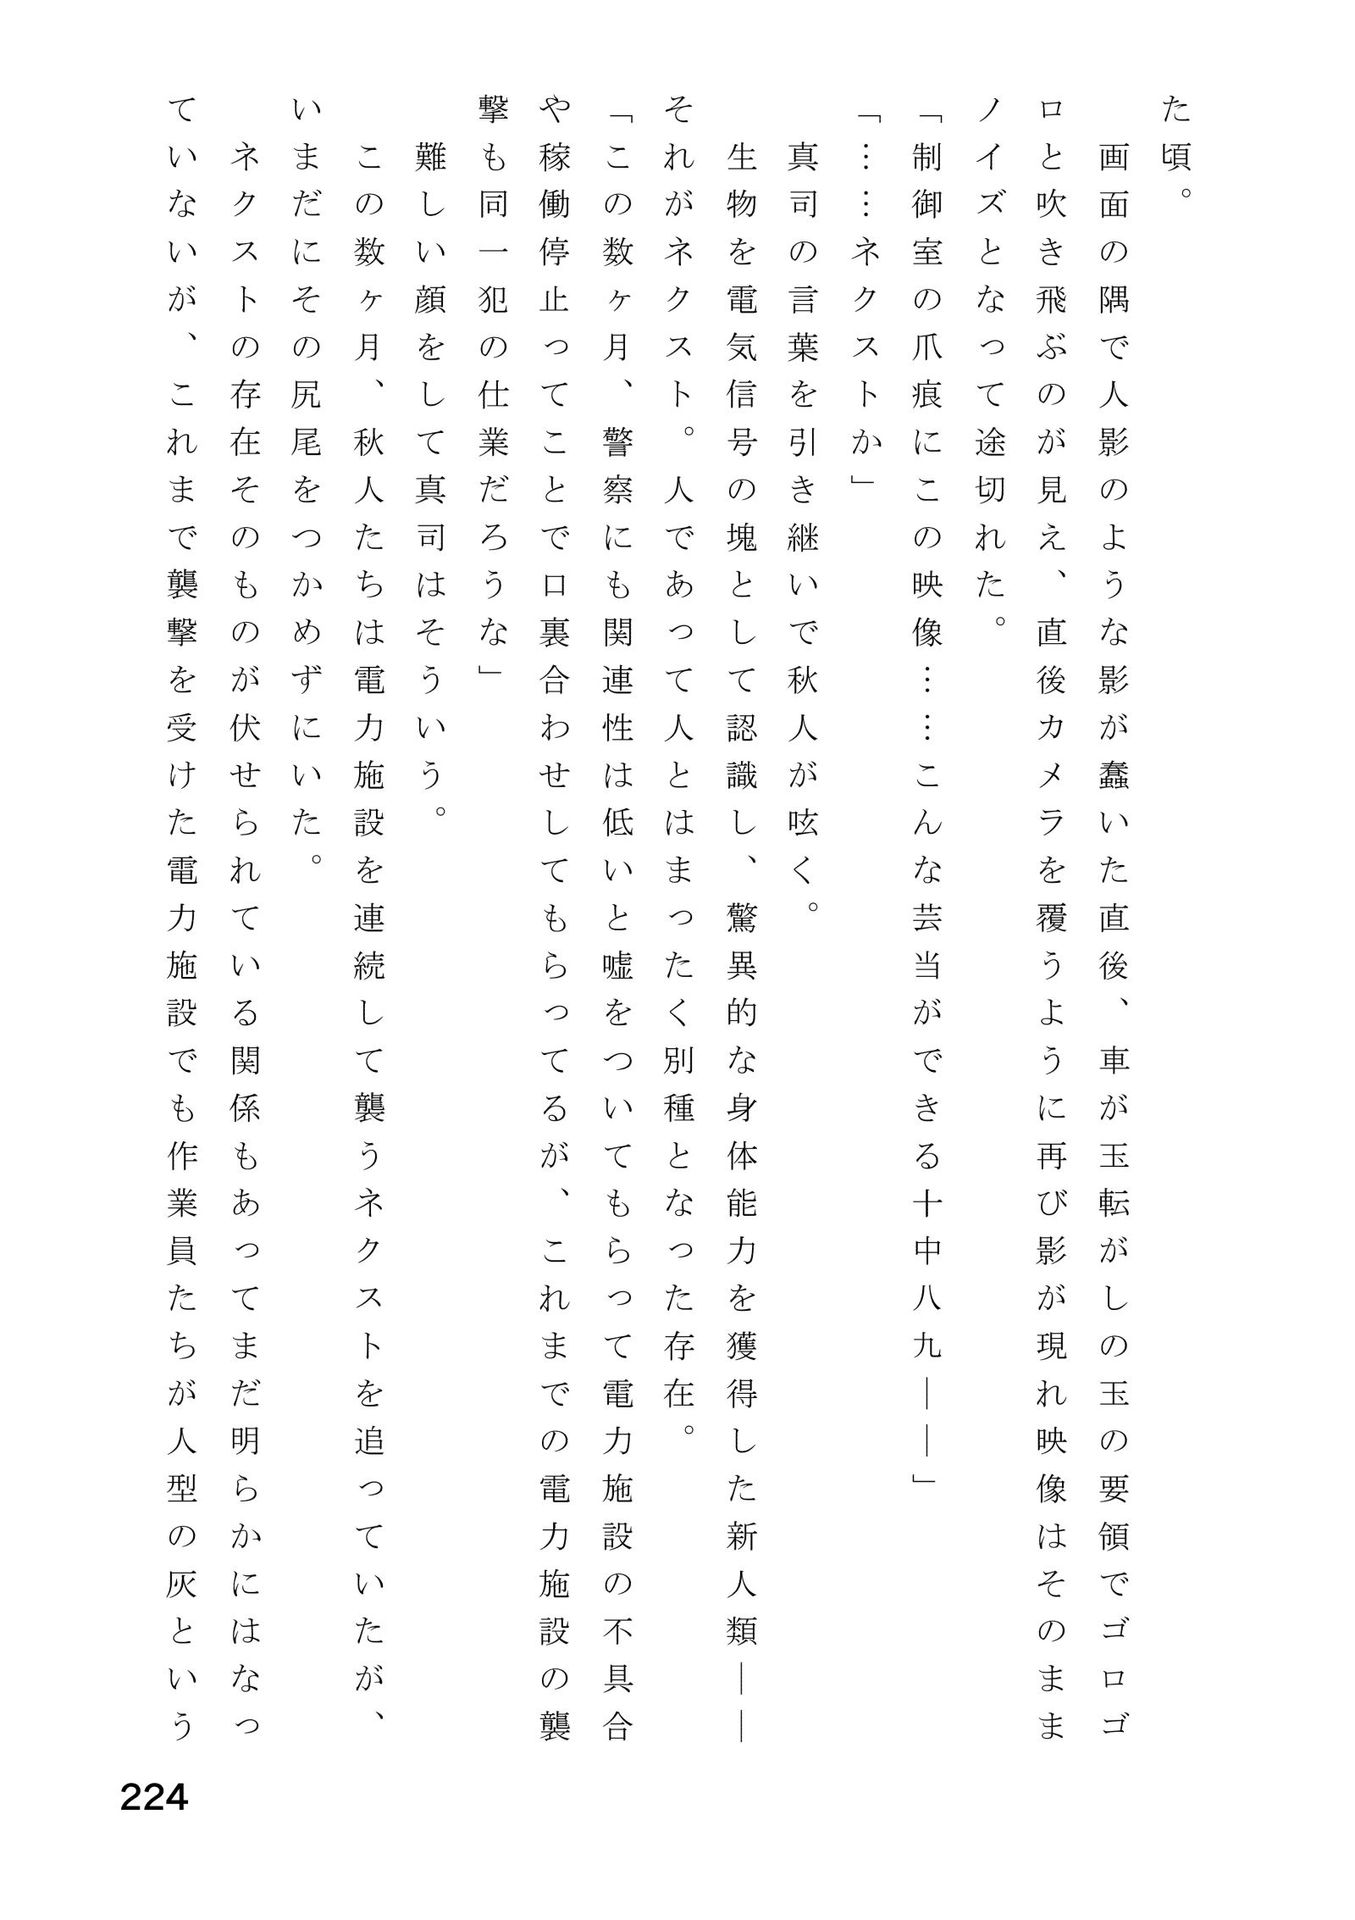 た頃。
　画面の隅で人影のような影が蠢いた直後、車が玉転がしの玉の要領でゴロゴ
ロと吹き飛ぶのが見え、直後カメラを覆うように再び影が現れ映像はそのまま
ノイズとなって途切れた。
「制御室の爪痕にこの映像……こんな芸当ができる十中八九――」
「……ネクストか」
　真司の言葉を引き継いで秋人が呟く。
　生物を電気信号の塊として認識し、驚異的な身体能力を獲得した新人類――
それがネクスト。人であって人とはまったく別種となった存在。
「この数ヶ月、警察にも関連性は低いと嘘をついてもらって電力施設の不具合
や稼働停止ってことで口裏合わせしてもらってるが、これまでの電力施設の襲
撃も同一犯の仕業だろうな」
　難しい顔をして真司はそういう。
　この数ヶ月、秋人たちは電力施設を連続して襲うネクストを追っていたが、
いまだにその尻尾をつかめずにいた。
　ネクストの存在そのものが伏せられている関係もあってまだ明らかにはなっ
ていないが、これまで襲撃を受けた電力施設でも作業員たちが人型の灰という
224